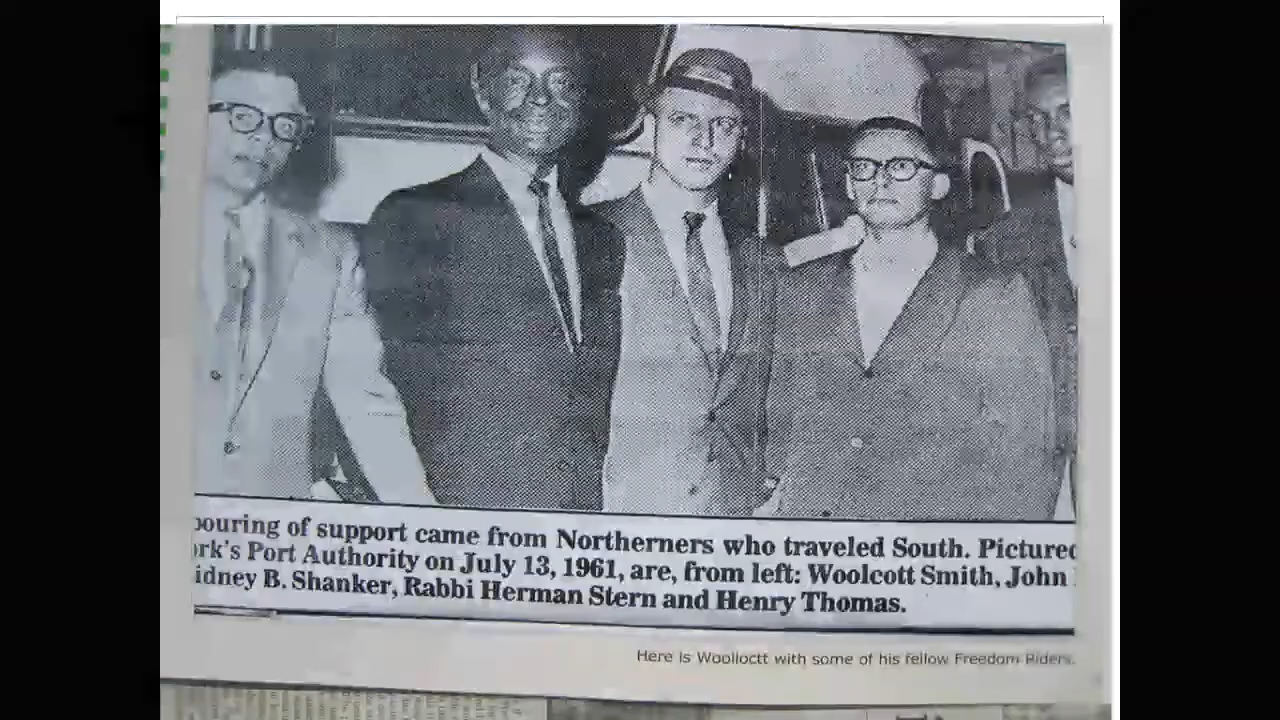 pouring of support came from Northerners who traveled South. Pictured
ork's Port Authority on July 13, 1961, are, from left: Woolcott Smith, John
idney B. Shanker, Rabbi Herman Stern and Henry Thomas.
Here is Woolloctt with some of his fellow Freedom Riders.